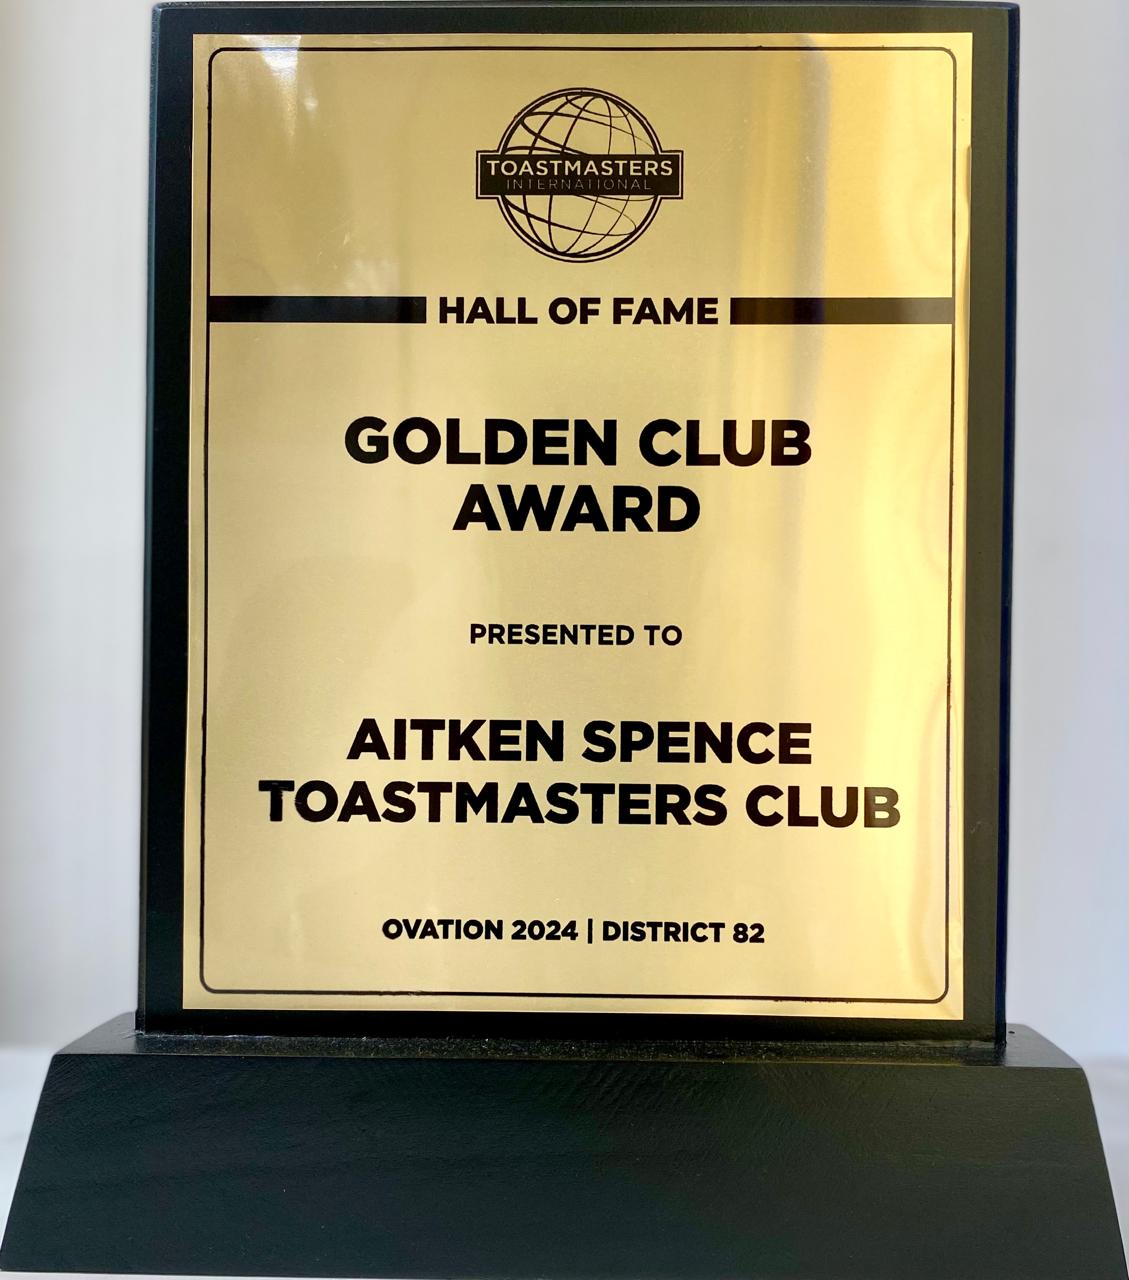 TOASTMASTERS
INTERNATIONAL
HALL OF FAME
GOLDEN CLUB
AWARD
PRESENTED TO
AITKEN SPENCE
TOASTMASTERS CLUB
OVATION 2024 | DISTRICT 82